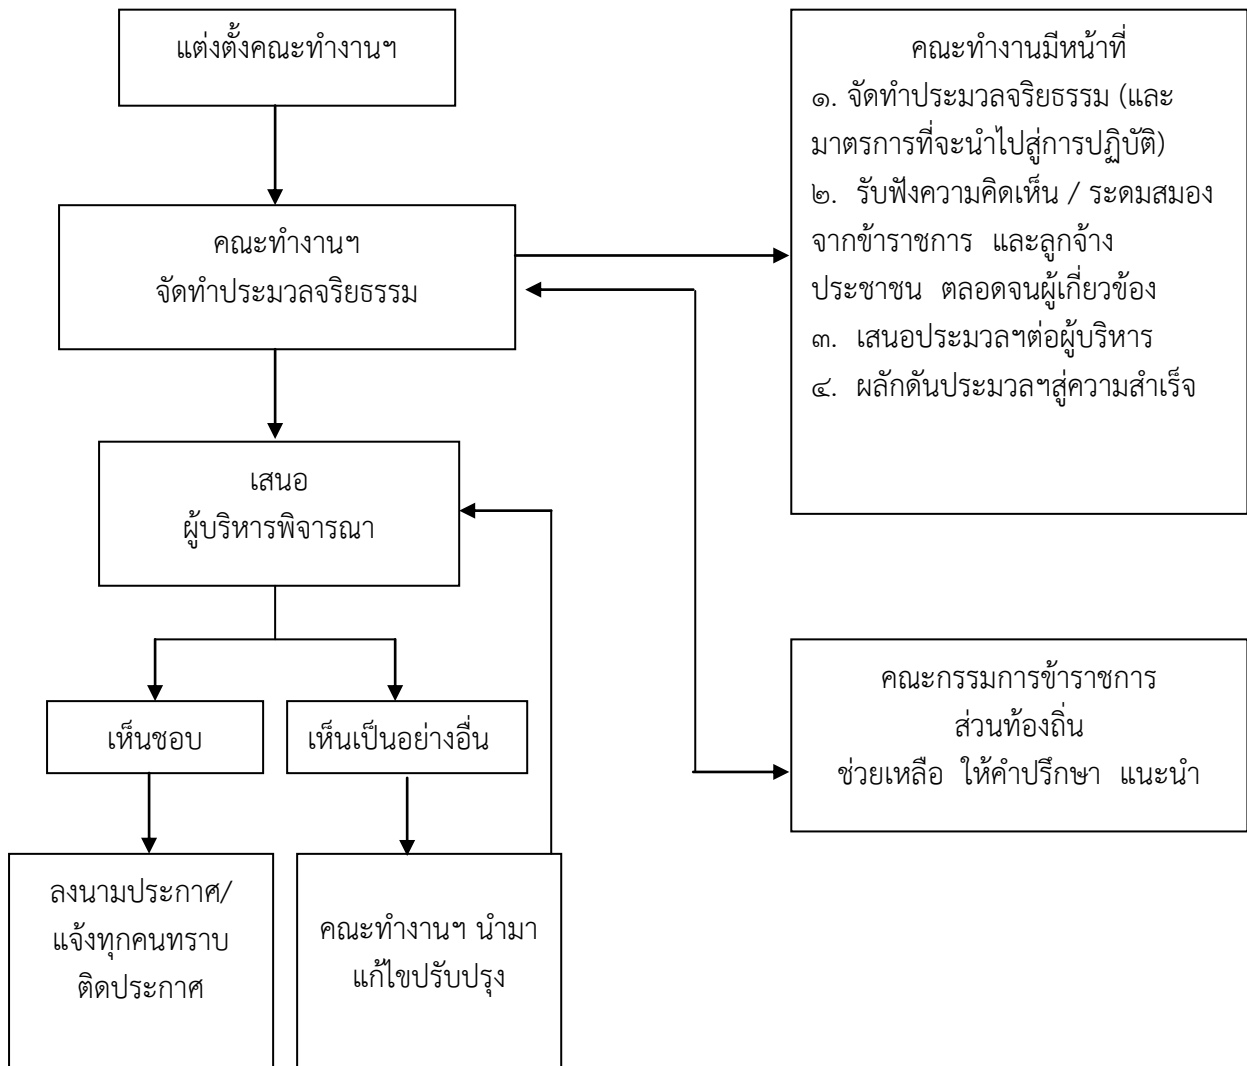 แต่งตั้งคณะทำงานฯ
คณะทำงานมีหน้าที่
๑. จัดทำประมวลจริยธรรม (และ
มาตรการที่จะนำไปสู่การปฏิบัติ)
๒. รับฟังความคิดเห็น / ระดมสมอง
จากข้าราชการ และลูกจ้าง
ประชาชน ตลอดจนผู้เกี่ยวข้อง
๓. เสนอประมวลฯต่อผู้บริหาร
๔. ผลักดันประมวลฯสู่ความสำเร็จ
คณะทำงานฯ
จัดทำประมวลจริยธรรม
เสนอ
ผู้บริหารพิจารณา
คณะกรรมการข้าราชการ
ส่วนท้องถิ่น
ช่วยเหลือ ให้คำปรึกษา แนะนำ
เห็นชอบ
เห็นเป็นอย่างอื่น
ลงนามประกาศ/
แจ้งทุกคนทราบ
ติดประกาศ
คณะทำงานฯ นำมา
แก้ไขปรับปรุง